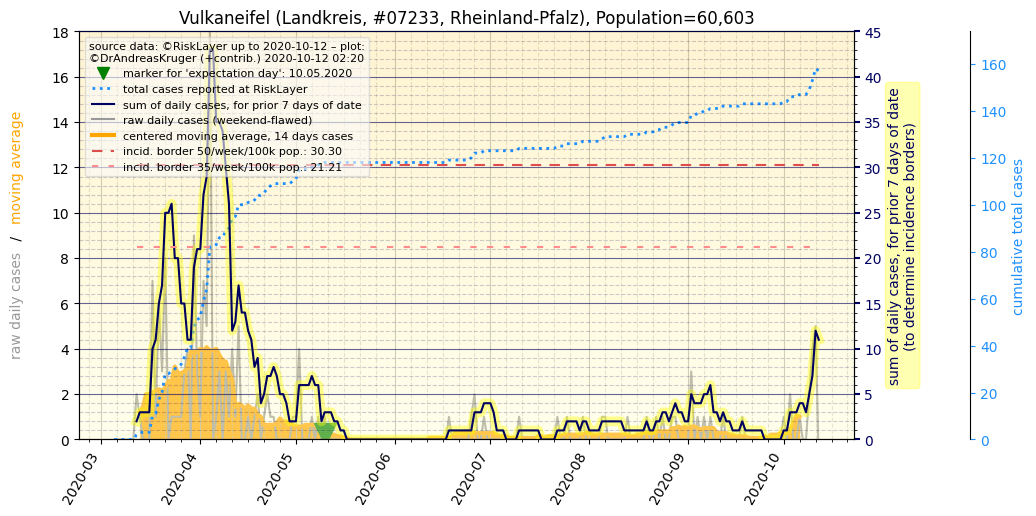 Vulkaneifel (Landkreis, #07233, Rheinland-Pfalz), Population=60,603
source data: ©RiskLayer up to 2020-10-12 – plot:
©DrAndreasKruger (+contrib.) 2020-10-12 02:20
marker for 'expectation day': 10.05.2020
total cases reported at RiskLayer
sum of daily cases, for prior 7 days of date
raw daily cases (weekend-flawed)
centered moving average, 14 days cases
incid. border 50/week/100k pop.: 30.30
incid. border 35/week/100k pop.: 21.21
raw daily cases / moving average
18
16
14
12
10
8
6
4
2
0
45
40
35
30
25
20
15
10
5
0
sum of daily cases, for prior 7 days of date
(to determine incidence borders)
160
140
120
100
80
60
40
20
0
cumulative total cases
2020-03
2020-04
2020-05
2020-06
2020-07
2020-08
2020-09
2020-10